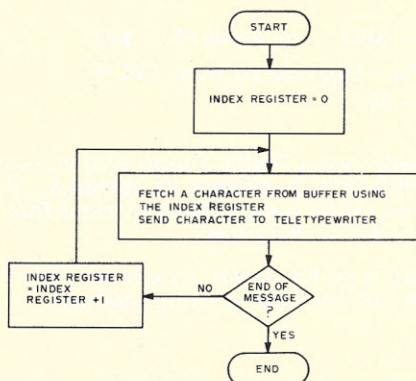 START
INDEX REGISTER = 0
FETCH A CHARACTER FROM BUFFER USING
THE INDEX REGISTER
SEND CHARACTER TO TELETYPEWRITER
INDEX REGISTER
= INDEX
REGISTER +1
NO
END OF
MESSAGE
?
YES
END